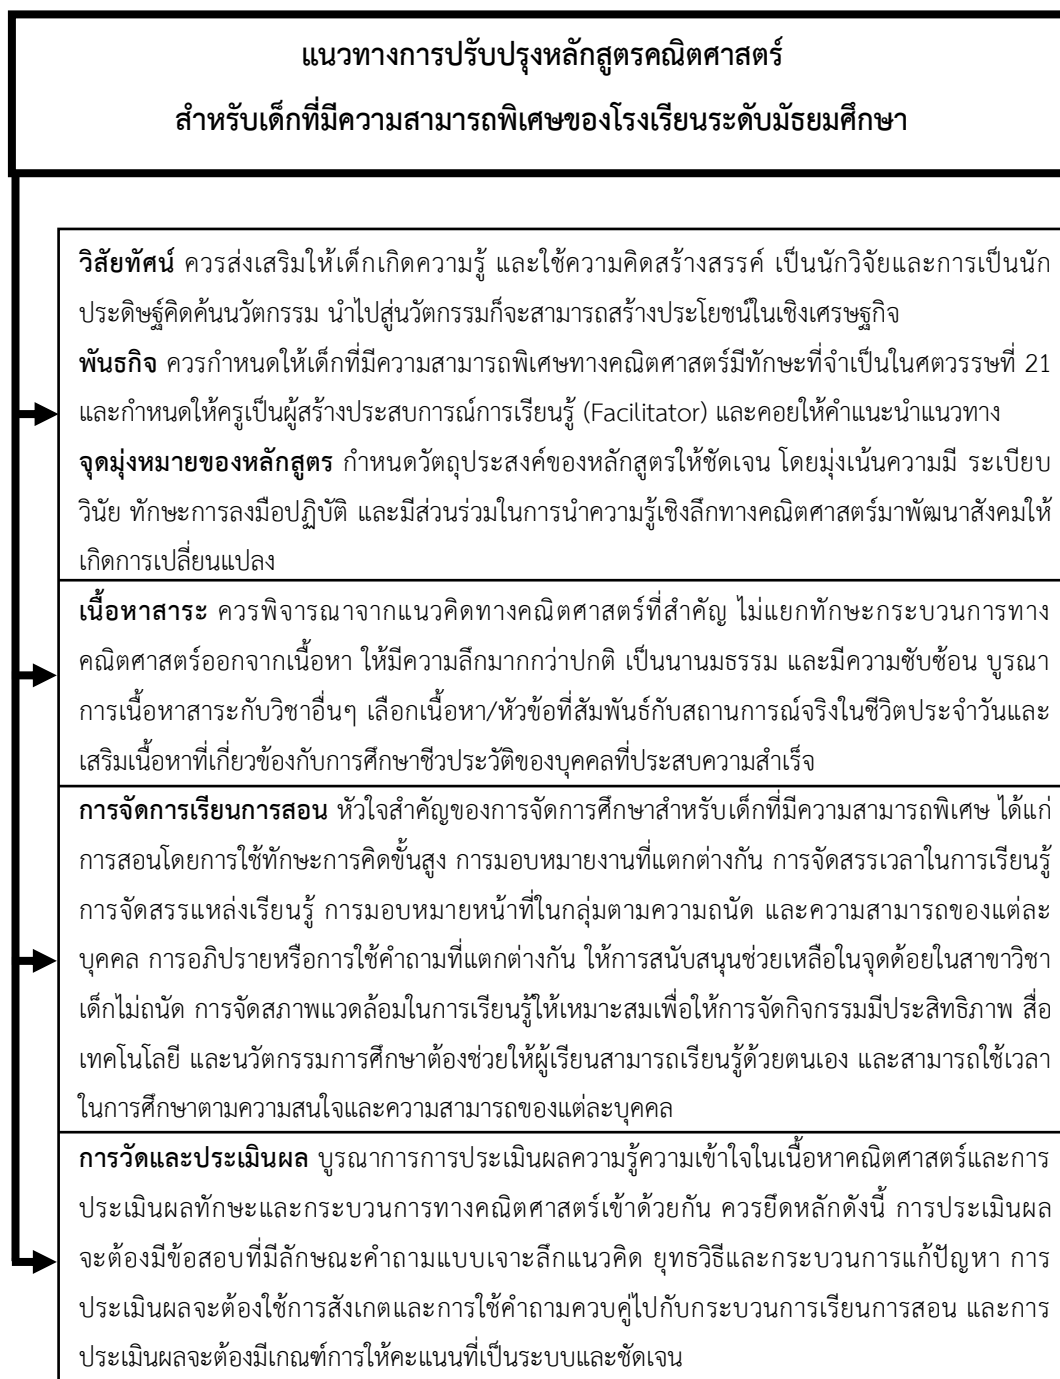 แนวทางการปรับปรุงหลักสูตรคณิตศาสตร์
สำหรับเด็กที่มีความสามารถพิเศษของโรงเรียนระดับมัธยมศึกษา
วิสัยทัศน์ ควรส่งเสริมให้เด็กเกิดความรู้ และใช้ความคิดสร้างสรรค์ เป็นนักวิจัยและการเป็นนัก
ประดิษฐ์คิดค้นนวัตกรรม นำไปสู่นวัตกรรมก็จะสามารถสร้างประโยชน์ในเชิงเศรษฐกิจ
พันธกิจ ควรกำหนดให้เด็กที่มีความสามารถพิเศษทางคณิตศาสตร์มีทักษะที่จำเป็นในศตวรรษที่ 21
และกำหนดให้ครูเป็นผู้สร้างประสบการณ์การเรียนรู้ (Facilitator) และคอยให้คำแนะนำแนวทาง
จุดมุ่งหมายของหลักสูตร กำหนดวัตถุประสงค์ของหลักสูตรให้ชัดเจน โดยมุ่งเน้นความมี ระเบียบ
วินัย ทักษะการลงมือปฏิบัติ และมีส่วนร่วมในการนำความรู้เชิงลึกทางคณิตศาสตร์มาพัฒนาสังคมให้
เกิดการเปลี่ยนแปลง
เนื้อหาสาระ ควรพิจารณาจากแนวคิดทางคณิตศาสตร์ที่สำคัญ ไม่แยกทักษะกระบวนการทาง
คณิตศาสตร์ออกจากเนื้อหา ให้มีความลึกมากกว่าปกติ เป็นนานมธรรม และมีความซับซ้อน บูรณา
การเนื้อหาสาระกับวิชาอื่นๆ เลือกเนื้อหา/หัวข้อที่สัมพันธ์กับสถานการณ์จริงในชีวิตประจำวันและ
เสริมเนื้อหาที่เกี่ยวข้องกับการศึกษาชีวประวัติของบุคคลที่ประสบความสำเร็จ
การจัดการเรียนการสอน หัวใจสำคัญของการจัดการศึกษาสำหรับเด็กที่มีความสามารถพิเศษ ได้แก่
การสอนโดยการใช้ทักษะการคิดขั้นสูง การมอบหมายงานที่แตกต่างกัน การจัดสรรเวลาในการเรียนรู้
การจัดสรรแหล่งเรียนรู้ การมอบหมายหน้าที่ในกลุ่มตามความถนัด และความสามารถของแต่ละ
บุคคล การอภิปรายหรือการใช้คำถามที่แตกต่างกัน ให้การสนับสนุนช่วยเหลือในจุดด้อยในสาขาวิชา
เด็กไม่ถนัด การจัดสภาพแวดล้อมในการเรียนรู้ให้เหมาะสมเพื่อให้การจัดกิจกรรมมีประสิทธิภาพ สื่อ
เทคโนโลยี และนวัตกรรมการศึกษาต้องช่วยให้ผู้เรียนสามารถเรียนรู้ด้วยตนเอง และสามารถใช้เวลา
ในการศึกษาตามความสนใจและความสามารถของแต่ละบุคคล
การวัดและประเมินผล บูรณาการการประเมินผลความรู้ความเข้าใจในเนื้อหาคณิตศาสตร์และการ
ประเมินผลทักษะและกระบวนการทางคณิตศาสตร์เข้าด้วยกัน ควรยึดหลักดังนี้ การประเมินผล
จะต้องมีข้อสอบที่มีลักษณะคำถามแบบเจาะลึกแนวคิด ยุทธวิธีและกระบวนการแก้ปัญหา การ
ประเมินผลจะต้องใช้การสังเกตและการใช้คำถามควบคู่ไปกับกระบวนการเรียนการสอน และการ
ประเมินผลจะต้องมีเกณฑ์การให้คะแนนที่เป็นระบบและชัดเจน